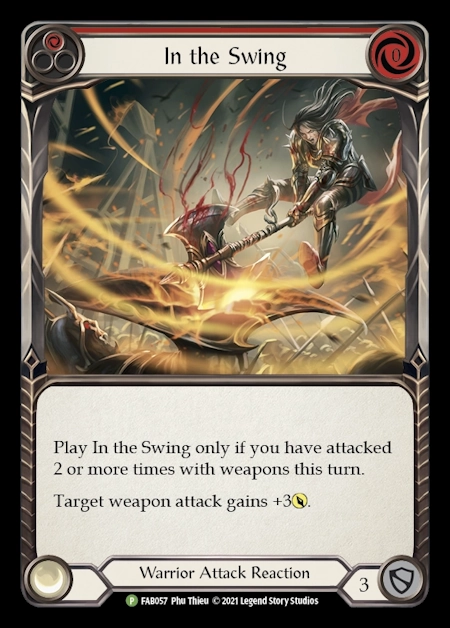 In the Swing
0
Play In the Swing only if you have attacked
2 or more times with weapons this turn.
Target weapon attack gains +3.
Warrior Attack Reaction
3
P FAB057 Phu Thieu © 2021 Legend Story Studios